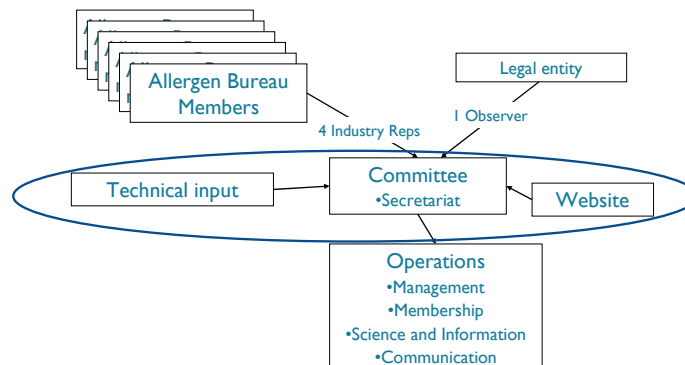 Allergen Bureau
Members
Legal entity
4 Industry Reps
1 Observer
Technical input
Committee
•Secretariat
Website
Operations
•Management
•Membership
•Science and Information
•Communication